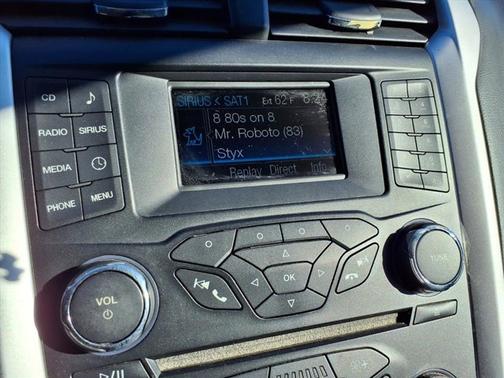 SIRIUS < SAT1 Ext 62 F
8 80s on 8
Mr. Roboto (83)
Styx
Replay Direct Info
CD
RADIO SIRIUS
MEDIA
PHONE MENU
VOL
OK
TUNE